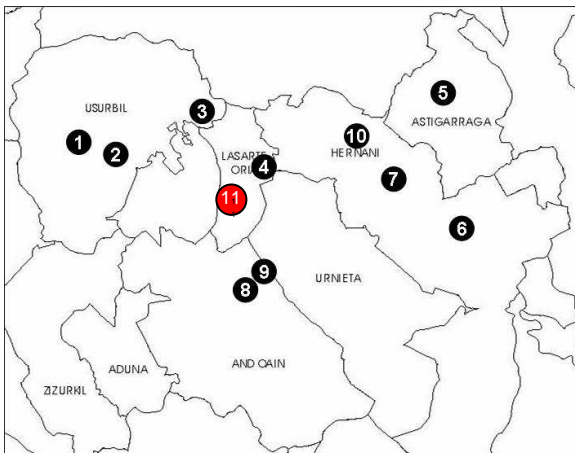 5
USURBIL
3
ASTIGARRAGA
10
1
2
LASARTE
ORIA
4
HERNANI
7
11
6
9
8
URNIETA
ANDOAIN
ADUNA
ZIZURKIL